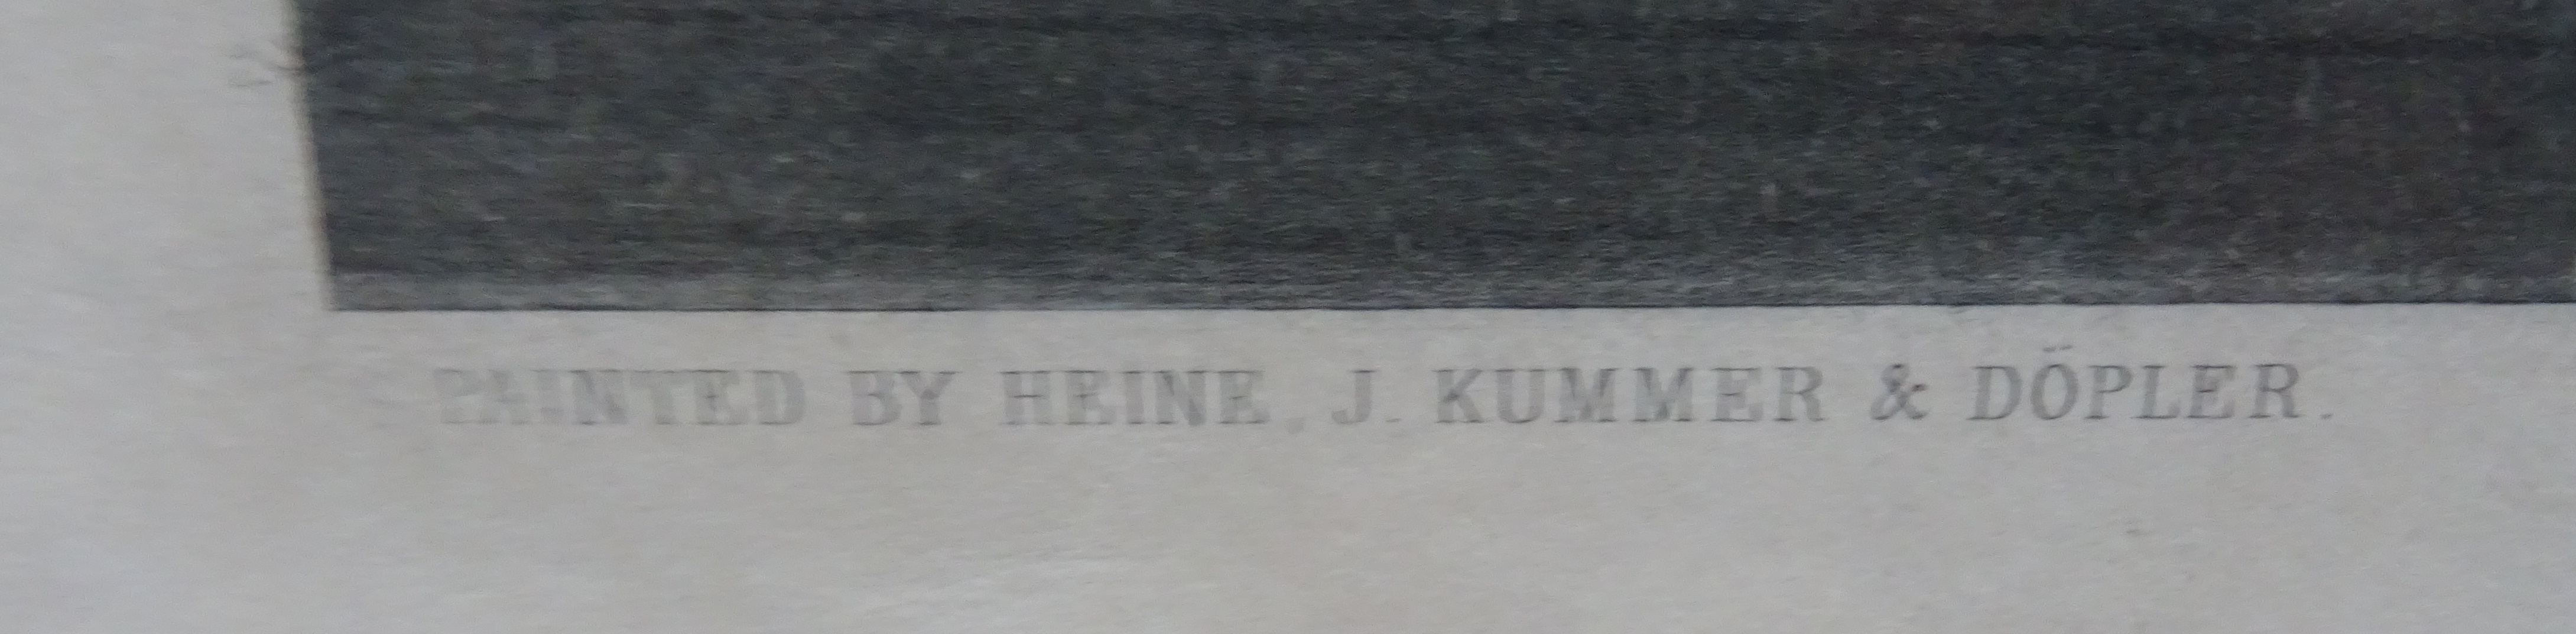 PAINTED BY HEINE, J. KUMMER & DÖPLER.